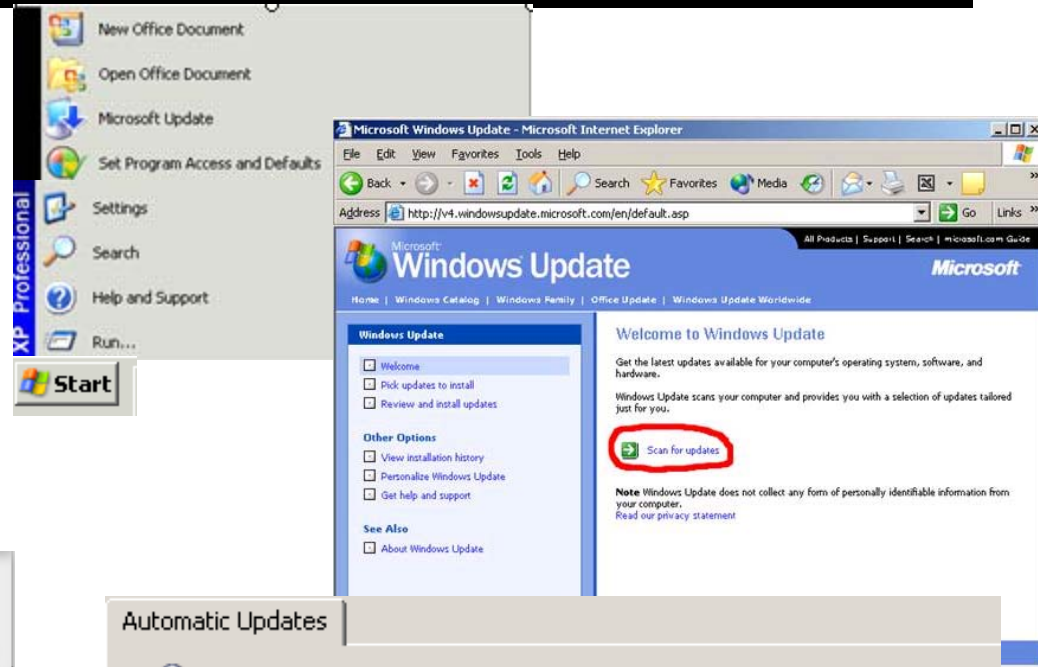 New Office Document
Open Office Document
Microsoft Update
Set Program Access and Defaults
Settings
Search
Help and Support
Run...
XP Professional
Start
Microsoft Windows Update - Microsoft Internet Explorer
File Edit View Favorites Tools Help
Back Search Favorites Media
Address http://v4.windowsupdate.microsoft.com/en/default.asp Go Links
All Products | Support | Search | microsoft.com Guide
Microsoft
Windows Update
Microsoft
Home | Windows Catalog | Windows Family | Office Update | Windows Update Worldwide
Windows Update
Welcome
Pick updates to install
Review and install updates
Other Options
View installation history
Personalize Windows Update
Get help and support
See Also
About Windows Update
Welcome to Windows Update
Get the latest updates available for your computer's operating system, software, and
hardware.
Windows Update scans your computer and provides you with a selection of updates tailored
just for you.
Scan for updates
Note Windows Update does not collect any form of personally identifiable information from
your computer.
Read our privacy statement
Automatic Updates